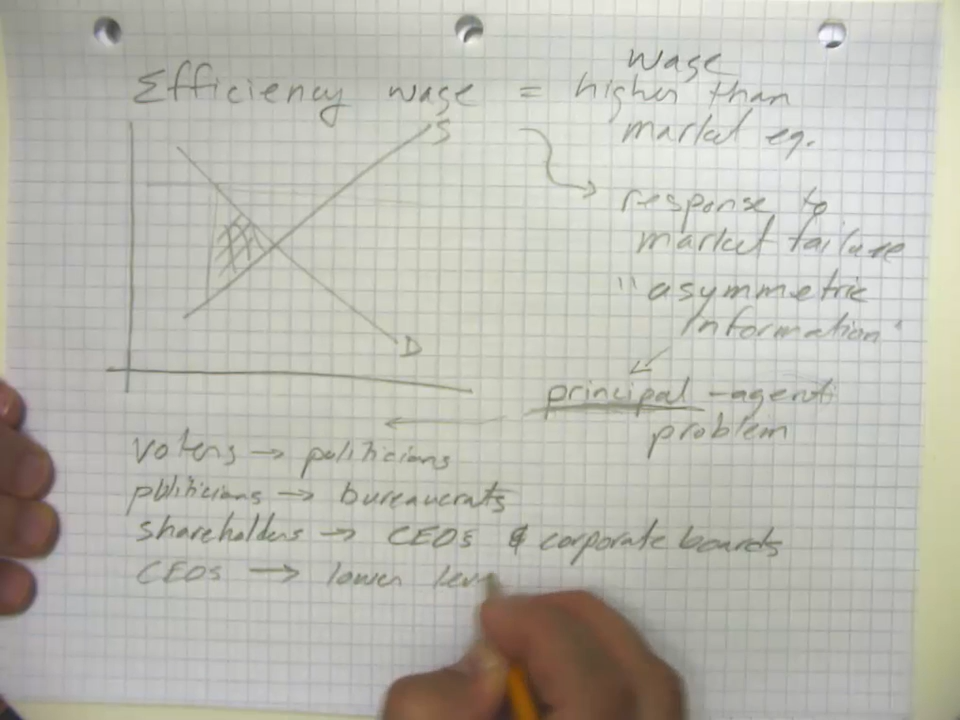 wage
Efficiency wage = higher than
market eq.
S
response to
market failure
"asymmetric
information"
D
principal-agent
problem
voters → politicians
politicians → bureaucrats
shareholders → CEOs & corporate boards
CEOs → lower lev